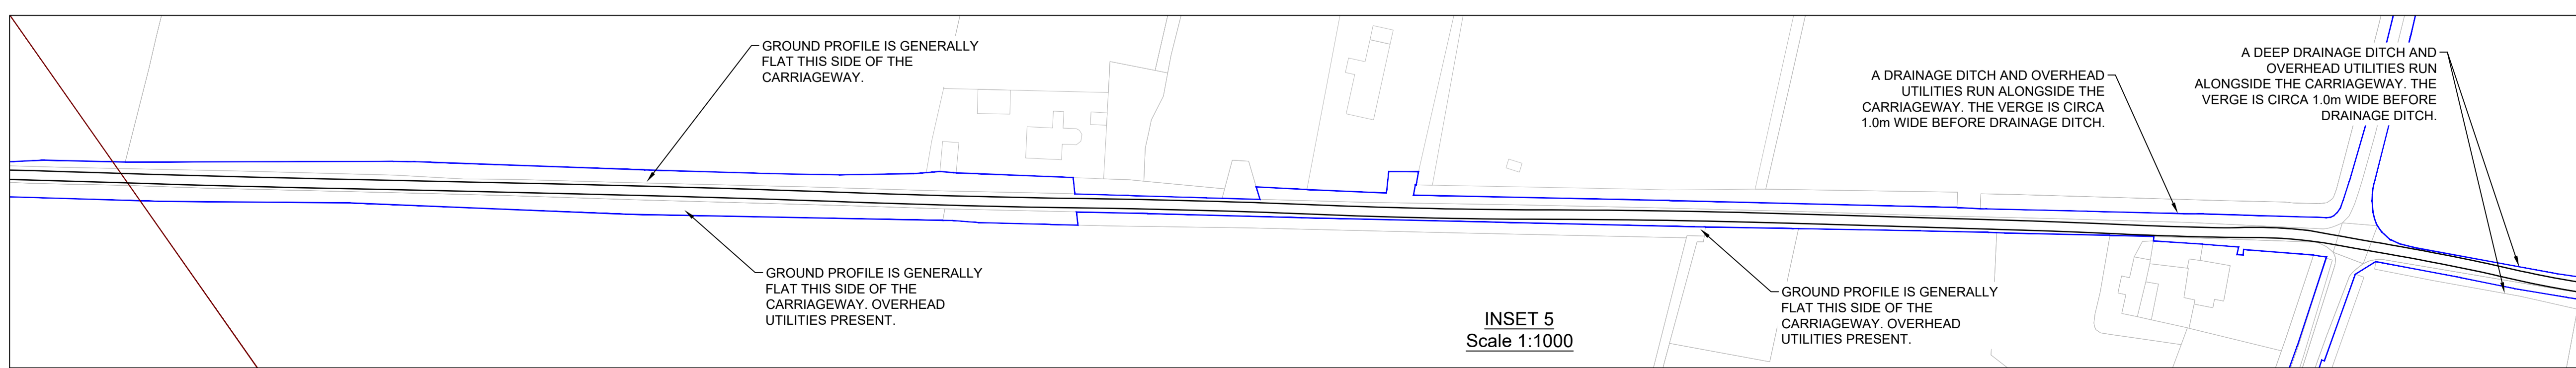 GROUND PROFILE IS GENERALLY
FLAT THIS SIDE OF THE
CARRIAGEWAY.
A DRAINAGE DITCH AND OVERHEAD
UTILITIES RUN ALONGSIDE THE
CARRIAGEWAY. THE VERGE IS CIRCA
1.0m WIDE BEFORE DRAINAGE DITCH.
A DEEP DRAINAGE DITCH AND
OVERHEAD UTILITIES RUN
ALONGSIDE THE CARRIAGEWAY. THE
VERGE IS CIRCA 1.0m WIDE BEFORE
DRAINAGE DITCH.
GROUND PROFILE IS GENERALLY
FLAT THIS SIDE OF THE
CARRIAGEWAY. OVERHEAD
UTILITIES PRESENT.
INSET 5
Scale 1:1000
GROUND PROFILE IS GENERALLY
FLAT THIS SIDE OF THE
CARRIAGEWAY. OVERHEAD
UTILITIES PRESENT.